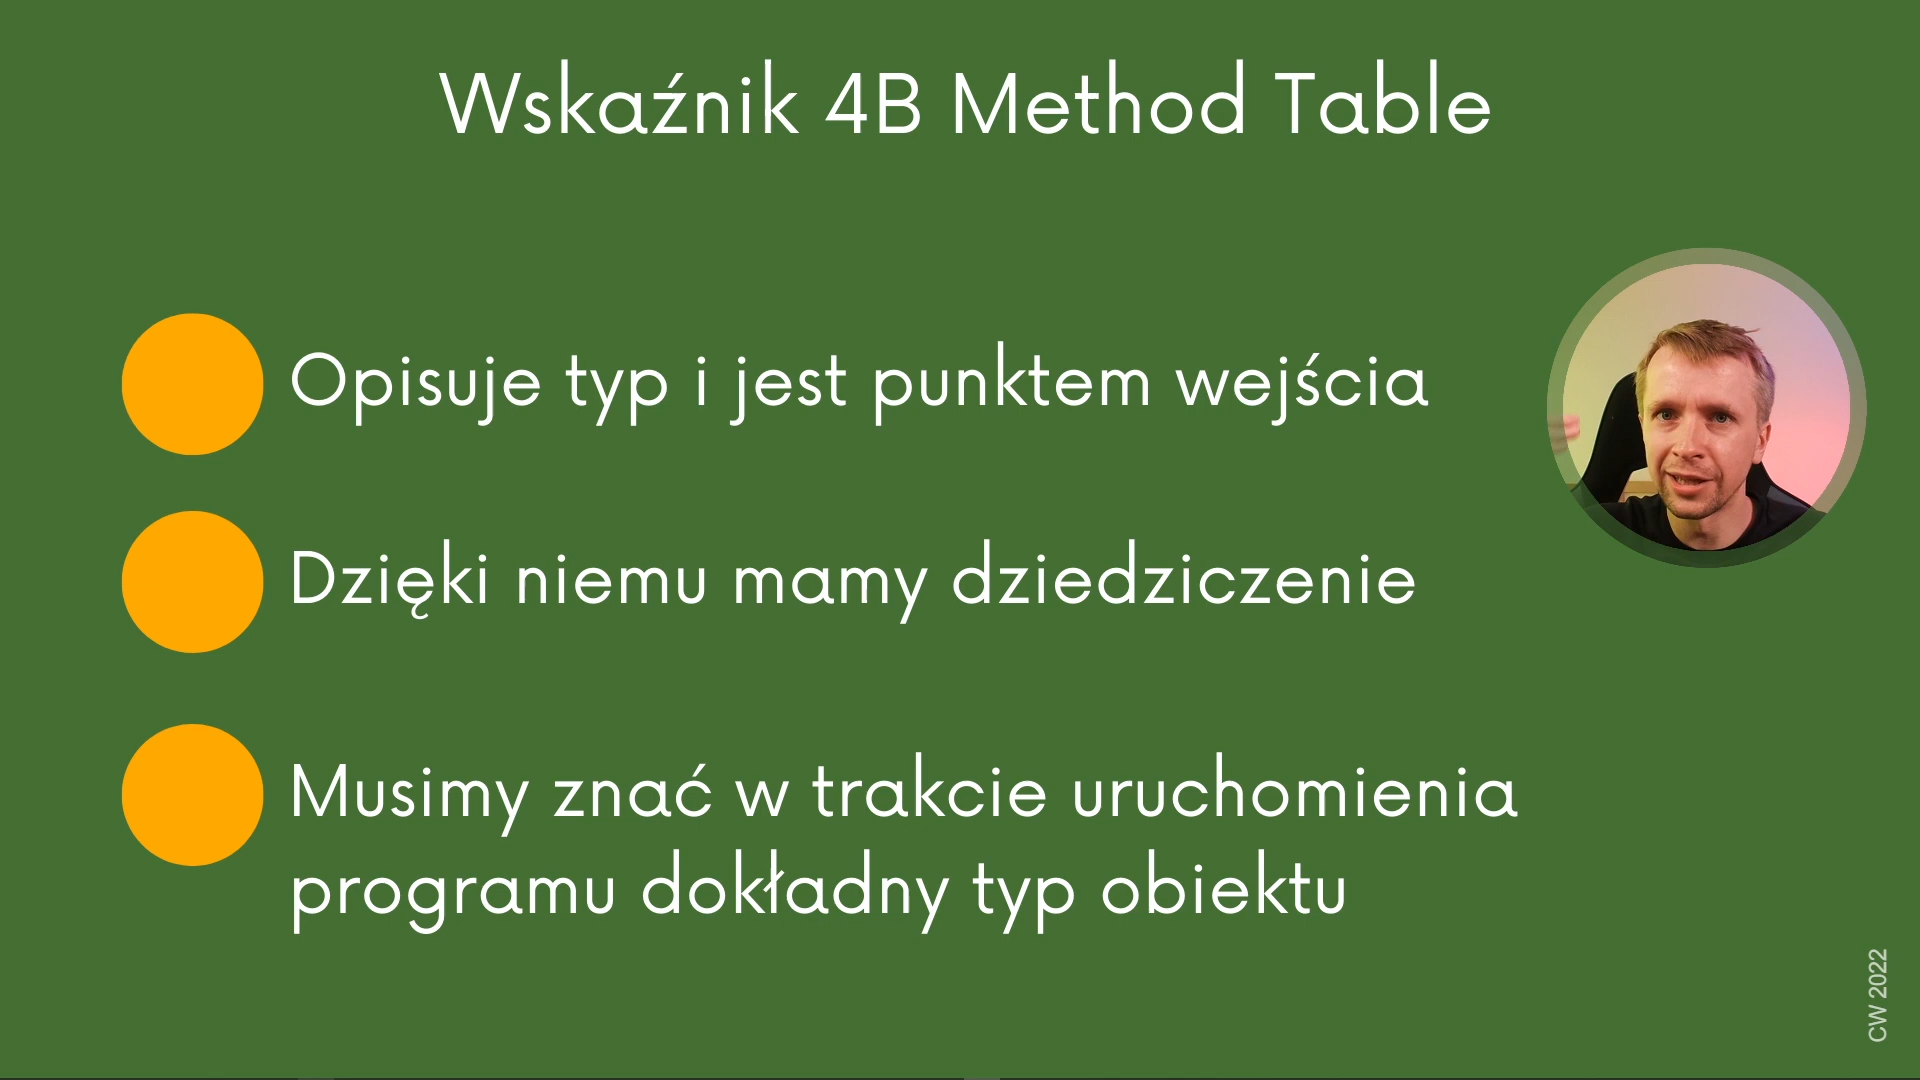 Wskaźnik 4B Method Table
Opisuje typ i jest punktem wejścia
Dzięki niemu mamy dziedziczenie
Musimy znać w trakcie uruchomienia
programu dokładny typ obiektu
CW 2022